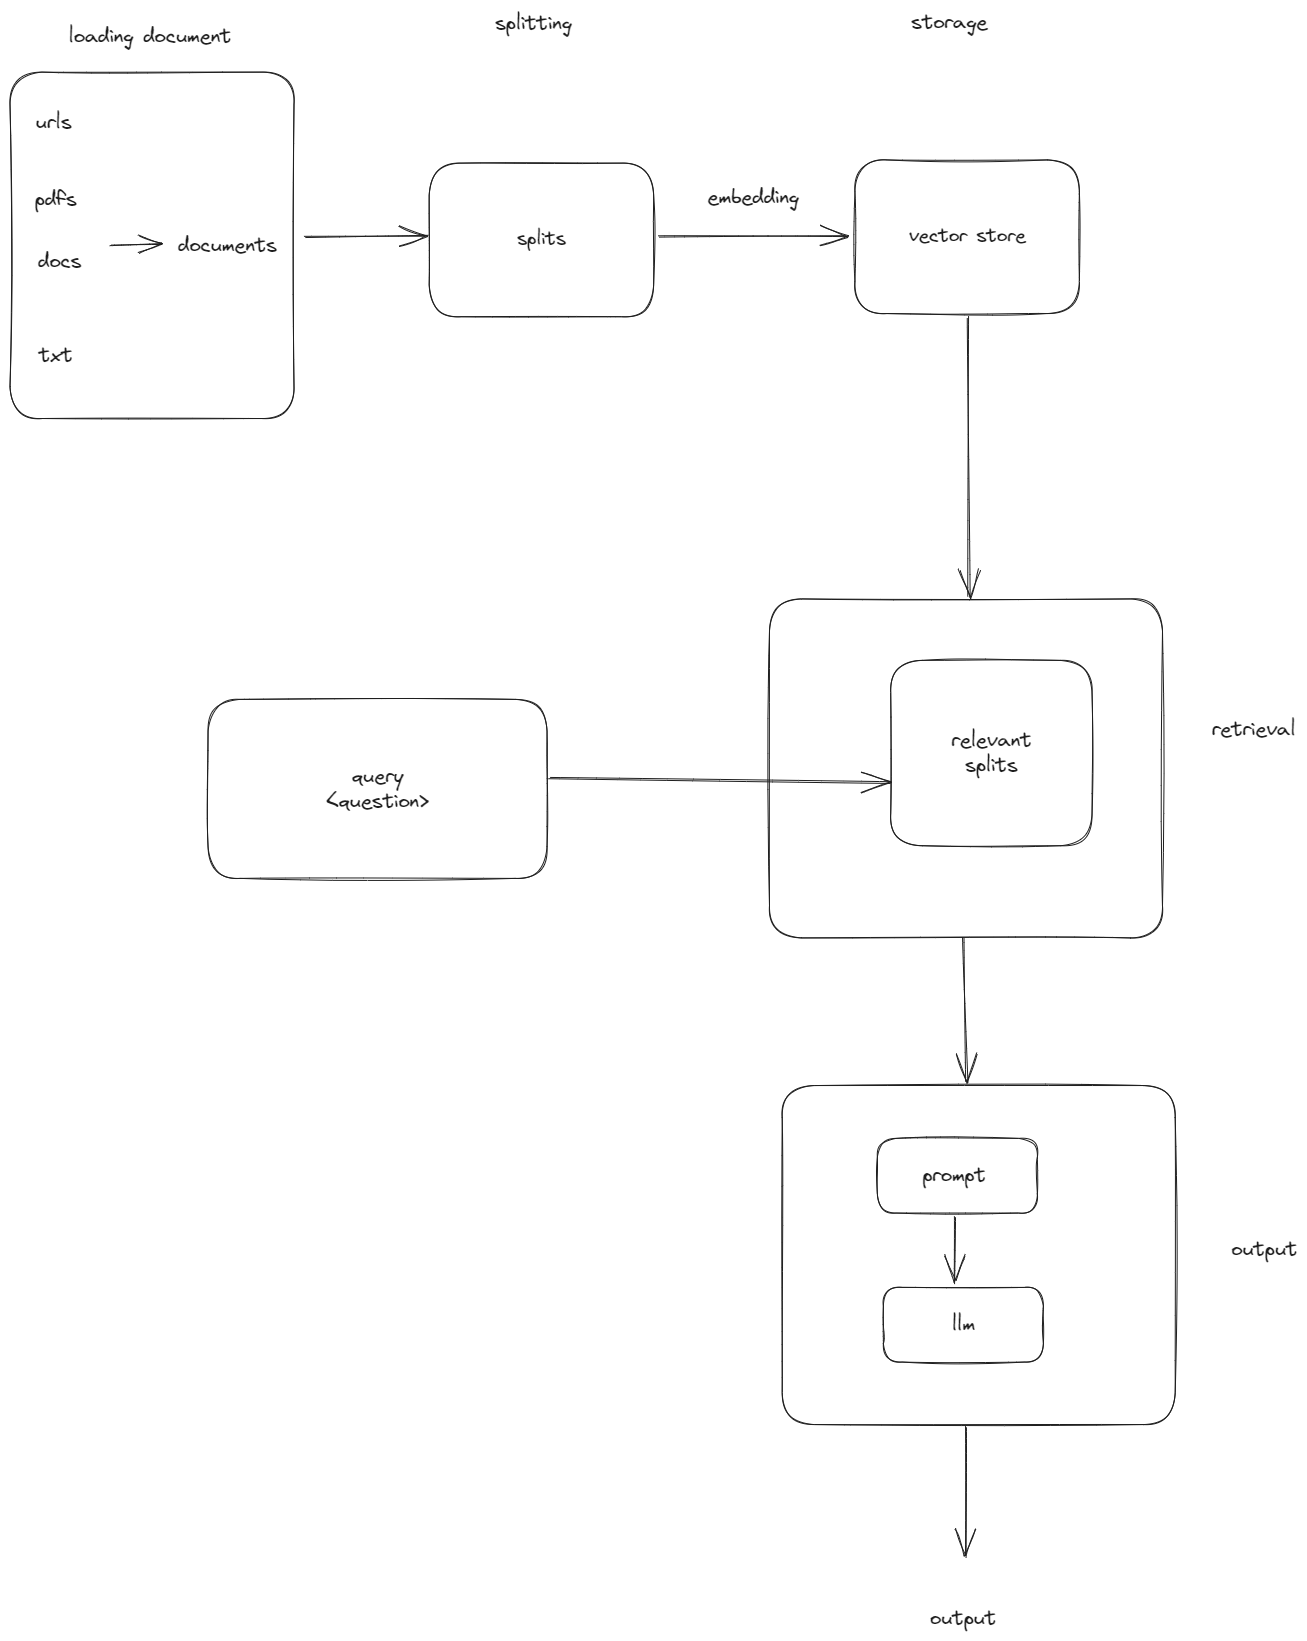 loading document
splitting
storage
urls
pdfs
docs
txt
documents
splits
embedding
vector store
query
<question>
relevant
splits
retrieval
prompt
llm
output
output